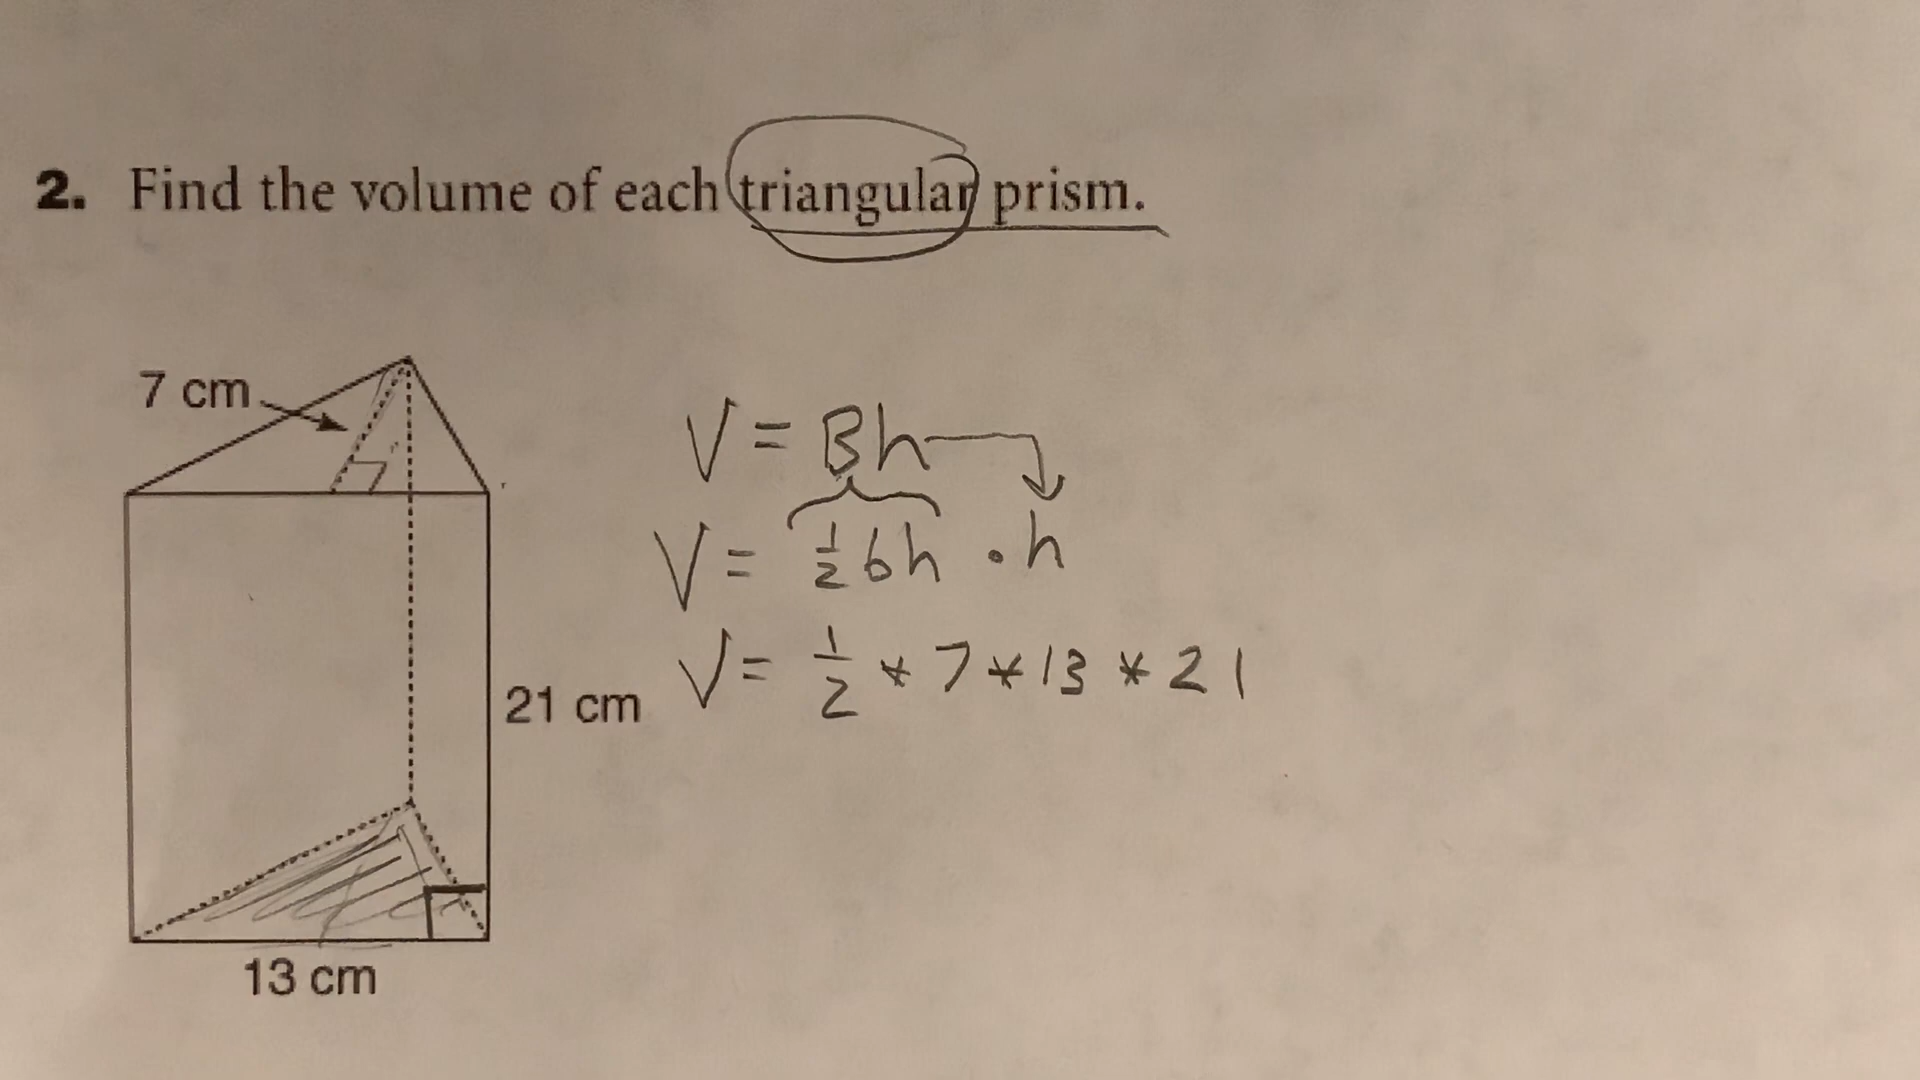 2. Find the volume of each triangular prism.
7 cm
V = Bh
V = ½bh · h
V = ½ * 7 * 13 * 21
21 cm
13 cm